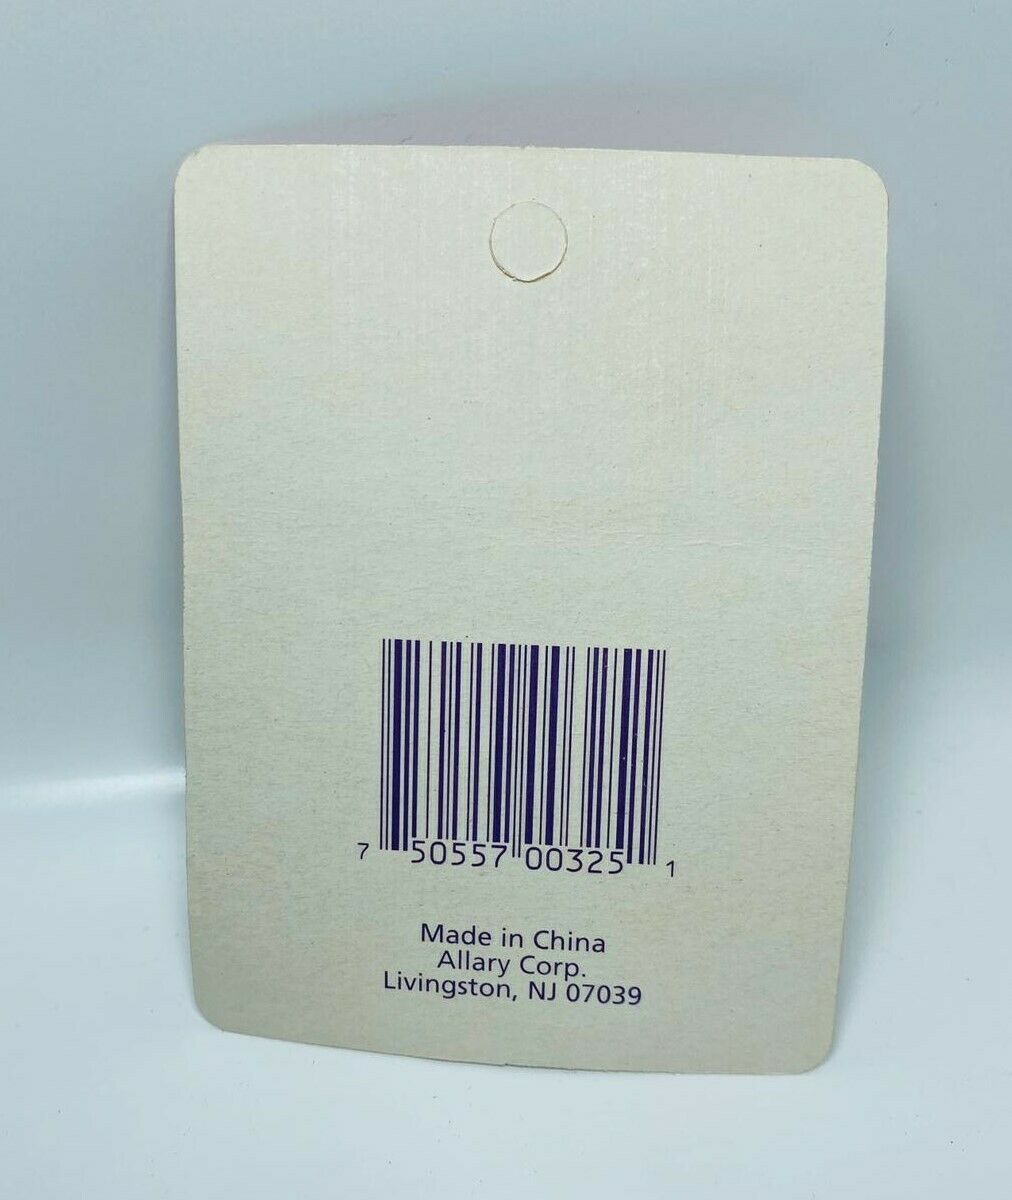 7 50557 00325 1
Made in China
Allary Corp.
Livingston, NJ 07039